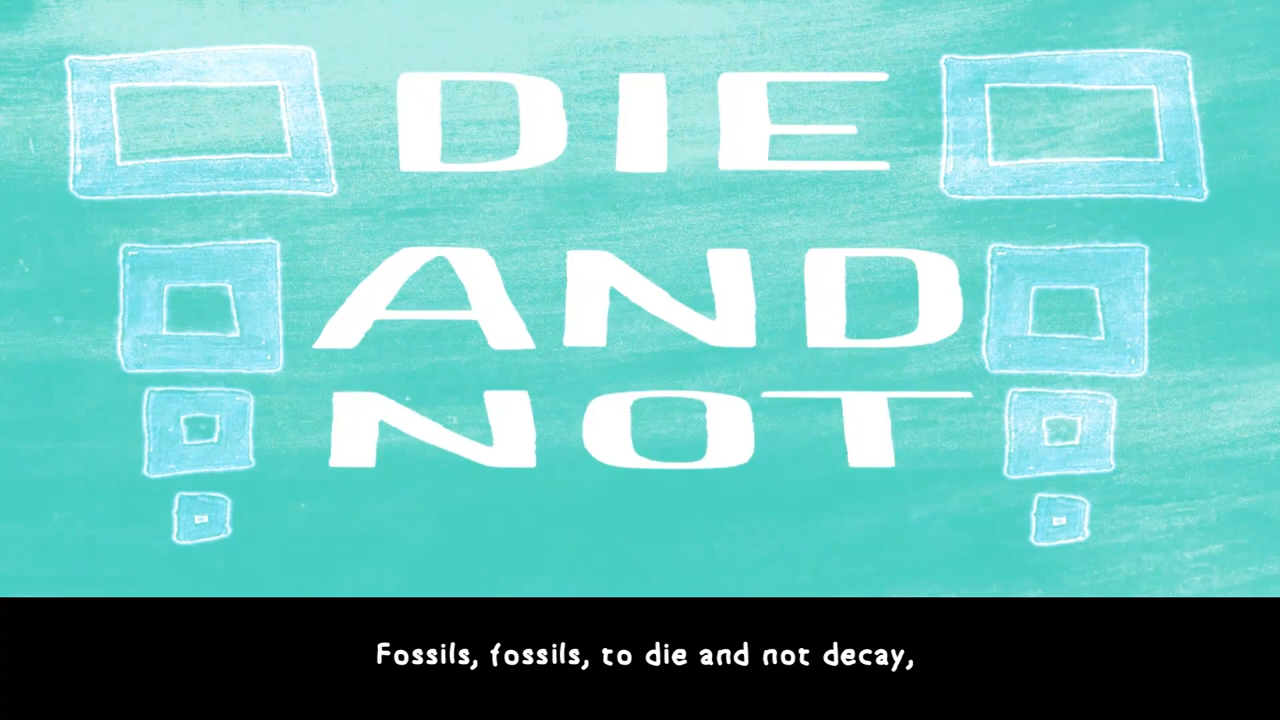 DIE
AND
NOT
Fossils, fossils, to die and not decay,